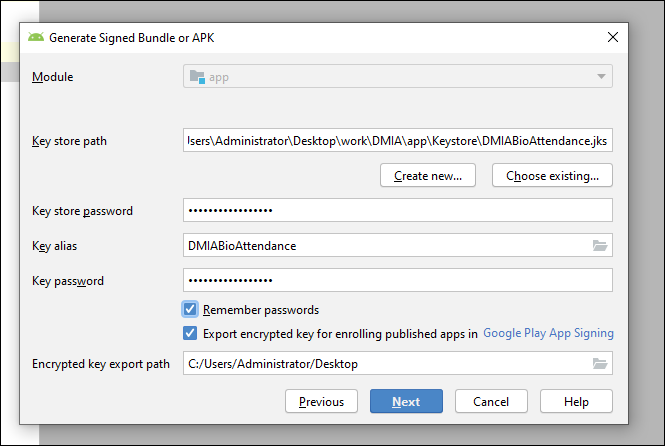 Generate Signed Bundle or APK
Module
app
Key store path
sers\Administrator\Desktop\work\DMIA\app\Keystore\DMIABioAttendance.jks
Create new...
Choose existing...
Key store password
•••••••••••••••••
Key alias
DMIABioAttendance
Key password
•••••••••••••••••
Remember passwords
Export encrypted key for enrolling published apps in Google Play App Signing
Encrypted key export path
C:/Users/Administrator/Desktop
Previous
Next
Cancel
Help